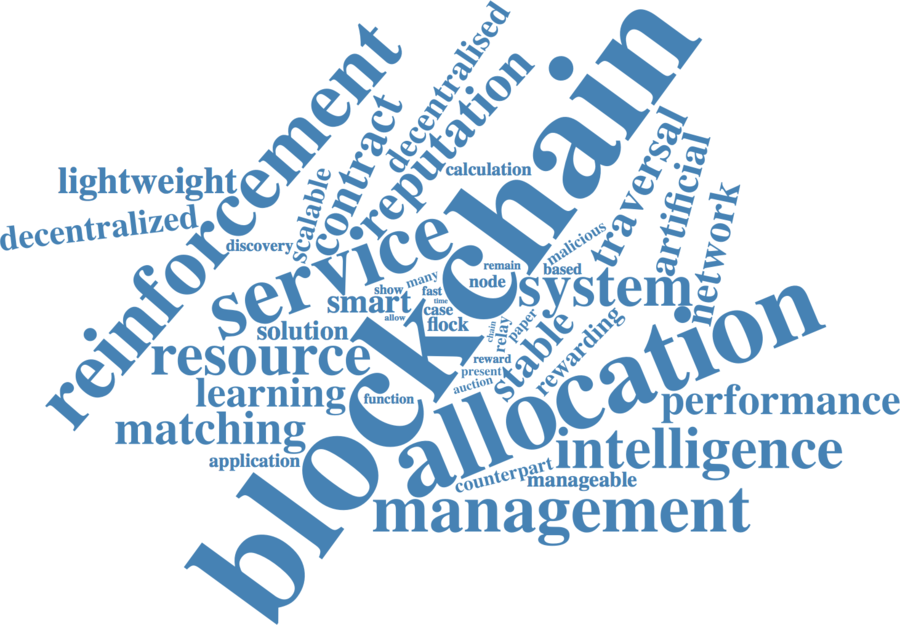 decentralised
reinforcement
blockchain
reputation
contract
calculation
traversal
artificial
lightweight
scalable
network
decentralized
discovery
service
malicious
remain
based
many
node
system
show
fast
smart
time
case
allow
flock
solution
chain
relay
paper
stable
rewarding
allocation
resource
reward
present
auction
learning
function
performance
matching
intelligence
application
counterpart
manageable
management